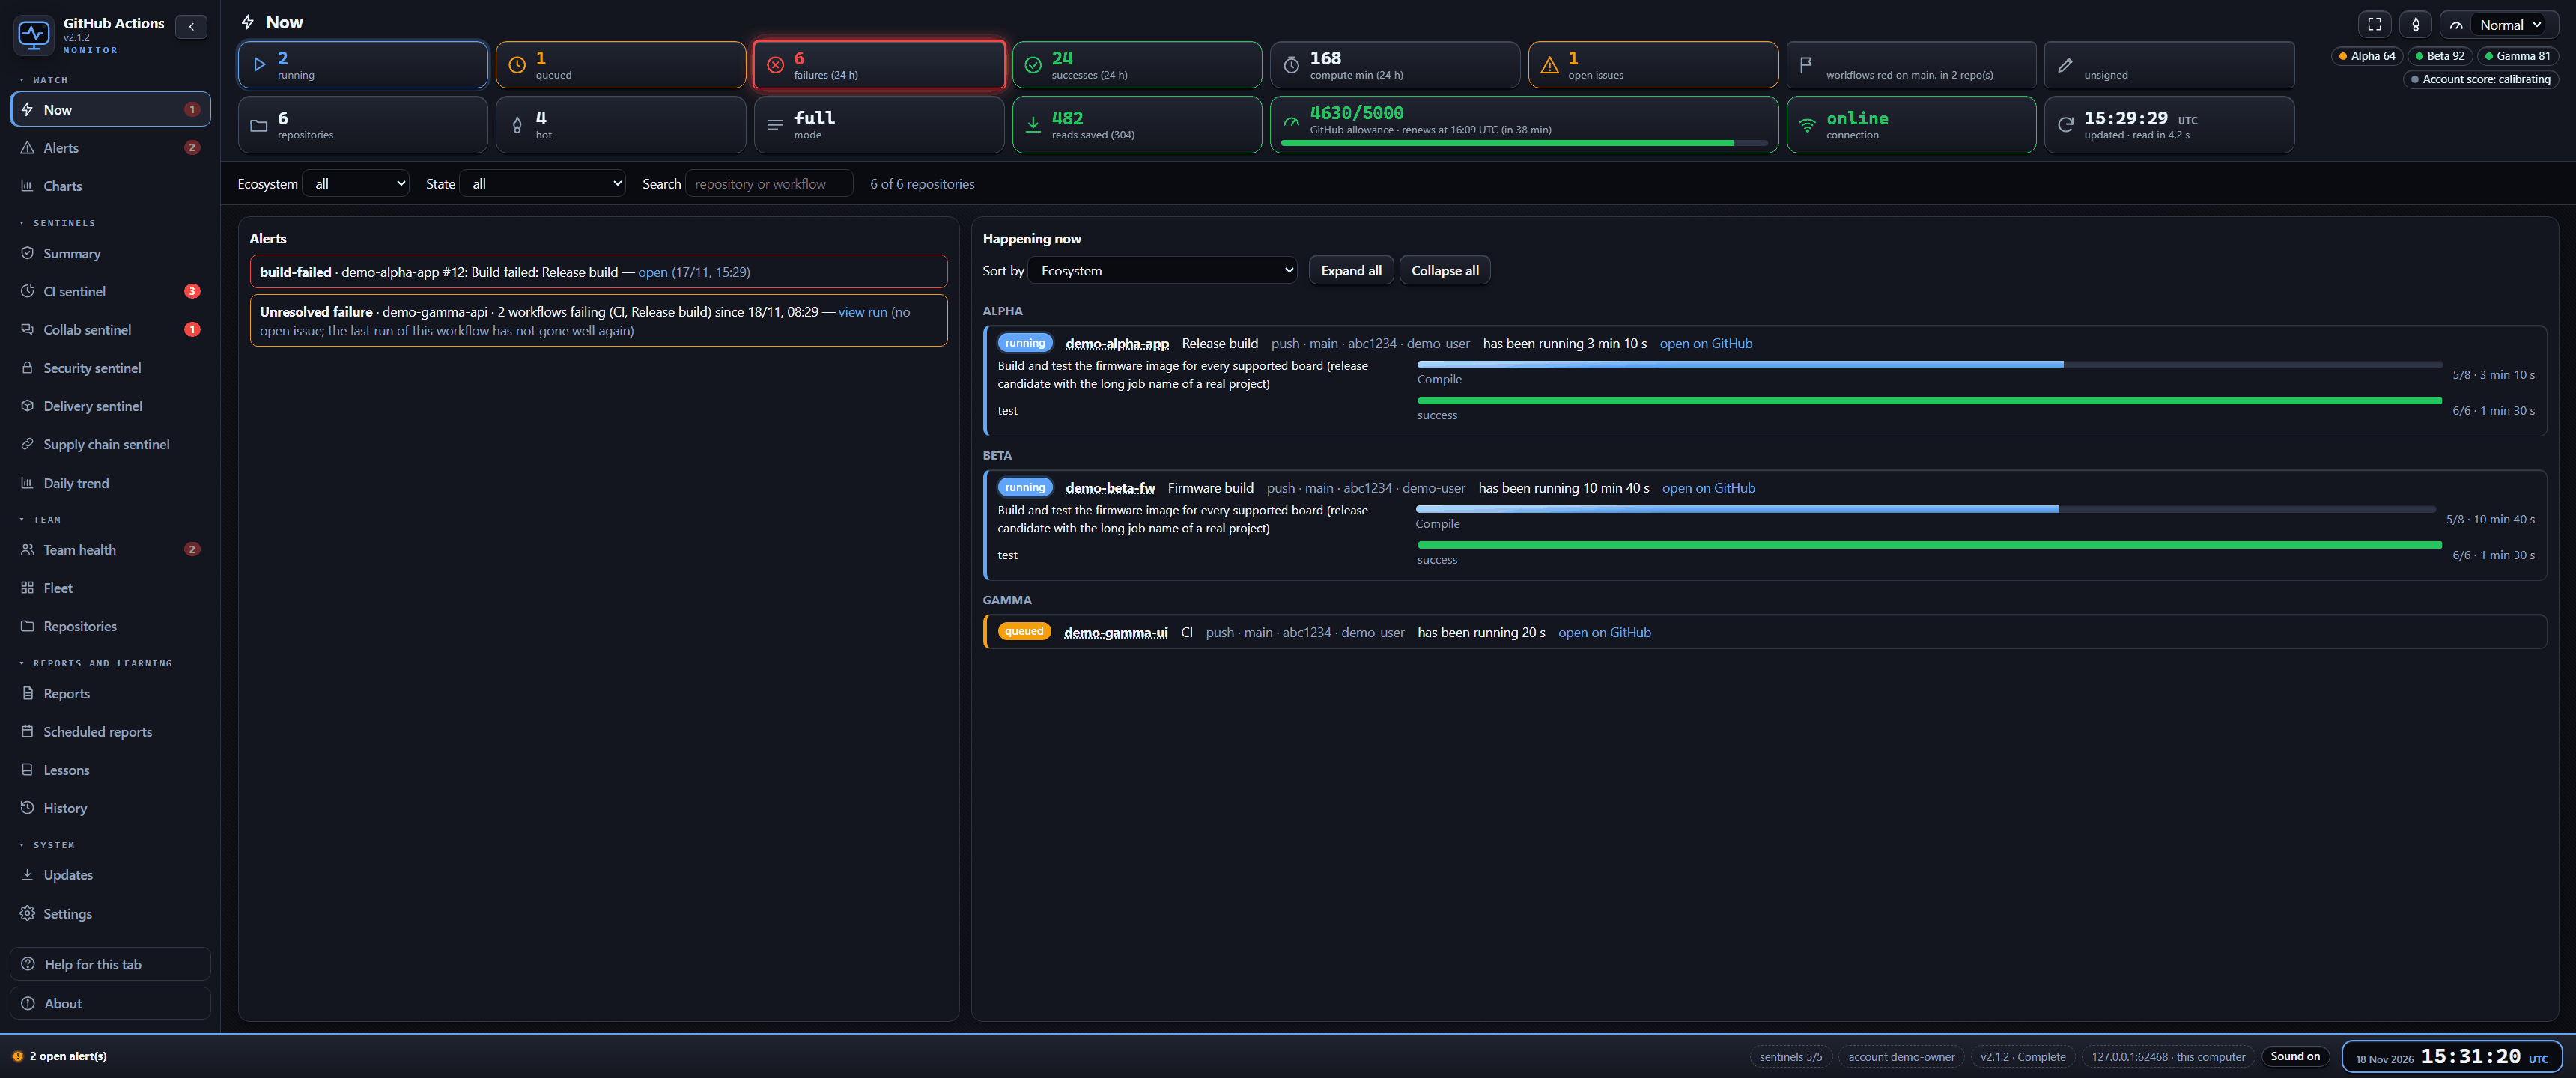 GitHub Actions
v2.1.2
MONITOR
WATCH
Now 1
Alerts 2
Charts
SENTINELS
Summary
CI sentinel 3
Collab sentinel 1
Security sentinel
Delivery sentinel
Supply chain sentinel
Daily trend
TEAM
Team health 2
Fleet
Repositories
REPORTS AND LEARNING
Reports
Scheduled reports
Lessons
History
SYSTEM
Updates
Settings
Help for this tab
About
Now
2
running
1
queued
6
failures (24 h)
24
successes (24 h)
168
compute min (24 h)
1
open issues
workflows red on main, in 2 repo(s)
unsigned
6
repositories
4
hot
full
mode
482
reads saved (304)
4630/5000
GitHub allowance · renews at 16:09 UTC (in 38 min)
online
connection
15:29:29 UTC
updated · read in 4.2 s
Normal
Alpha 64
Beta 92
Gamma 81
Account score: calibrating
Ecosystem all
State all
Search repository or workflow
6 of 6 repositories
Alerts
build-failed · demo-alpha-app #12: Build failed: Release build — open (17/11, 15:29)
Unresolved failure · demo-gamma-api · 2 workflows failing (CI, Release build) since 18/11, 08:29 — view run (no
open issue; the last run of this workflow has not gone well again)
Happening now
Sort by Ecosystem Expand all Collapse all
ALPHA
running demo-alpha-app Release build push · main · abc1234 · demo-user has been running 3 min 10 s open on GitHub
Build and test the firmware image for every supported board (release
candidate with the long job name of a real project)
Compile
5/8 · 3 min 10 s
test
success
6/6 · 1 min 30 s
BETA
running demo-beta-fw Firmware build push · main · abc1234 · demo-user has been running 10 min 40 s open on GitHub
Build and test the firmware image for every supported board (release
candidate with the long job name of a real project)
Compile
5/8 · 10 min 40 s
test
success
6/6 · 1 min 30 s
GAMMA
queued demo-gamma-ui CI push · main · abc1234 · demo-user has been running 20 s open on GitHub
2 open alert(s)
sentinels 5/5
account demo-owner
v2.1.2 · Complete
127.0.0.1:62468 · this computer
Sound on
18 Nov 2026 15:31:20 UTC